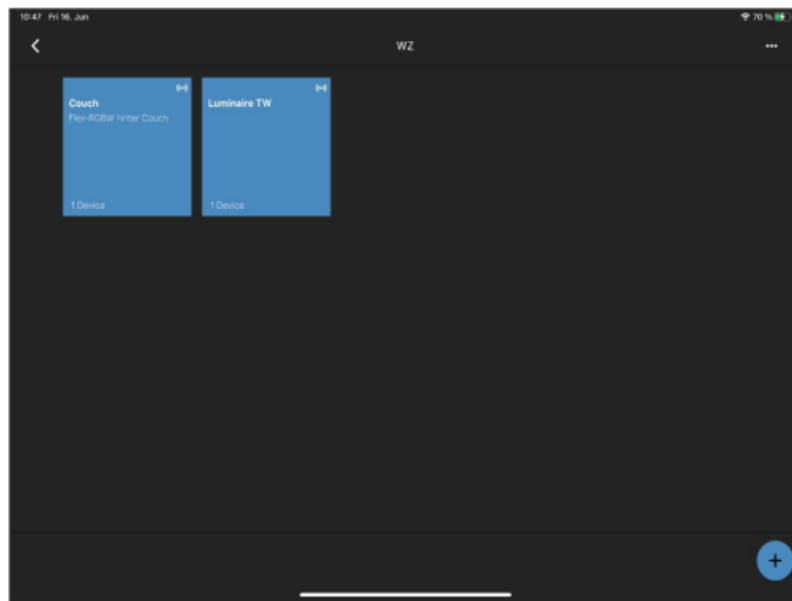 10:47 Fri 16. Jun
70 %
WZ
Couch
Flex-RGBW hinter Couch
1 Device
Luminaire TW
1 Device